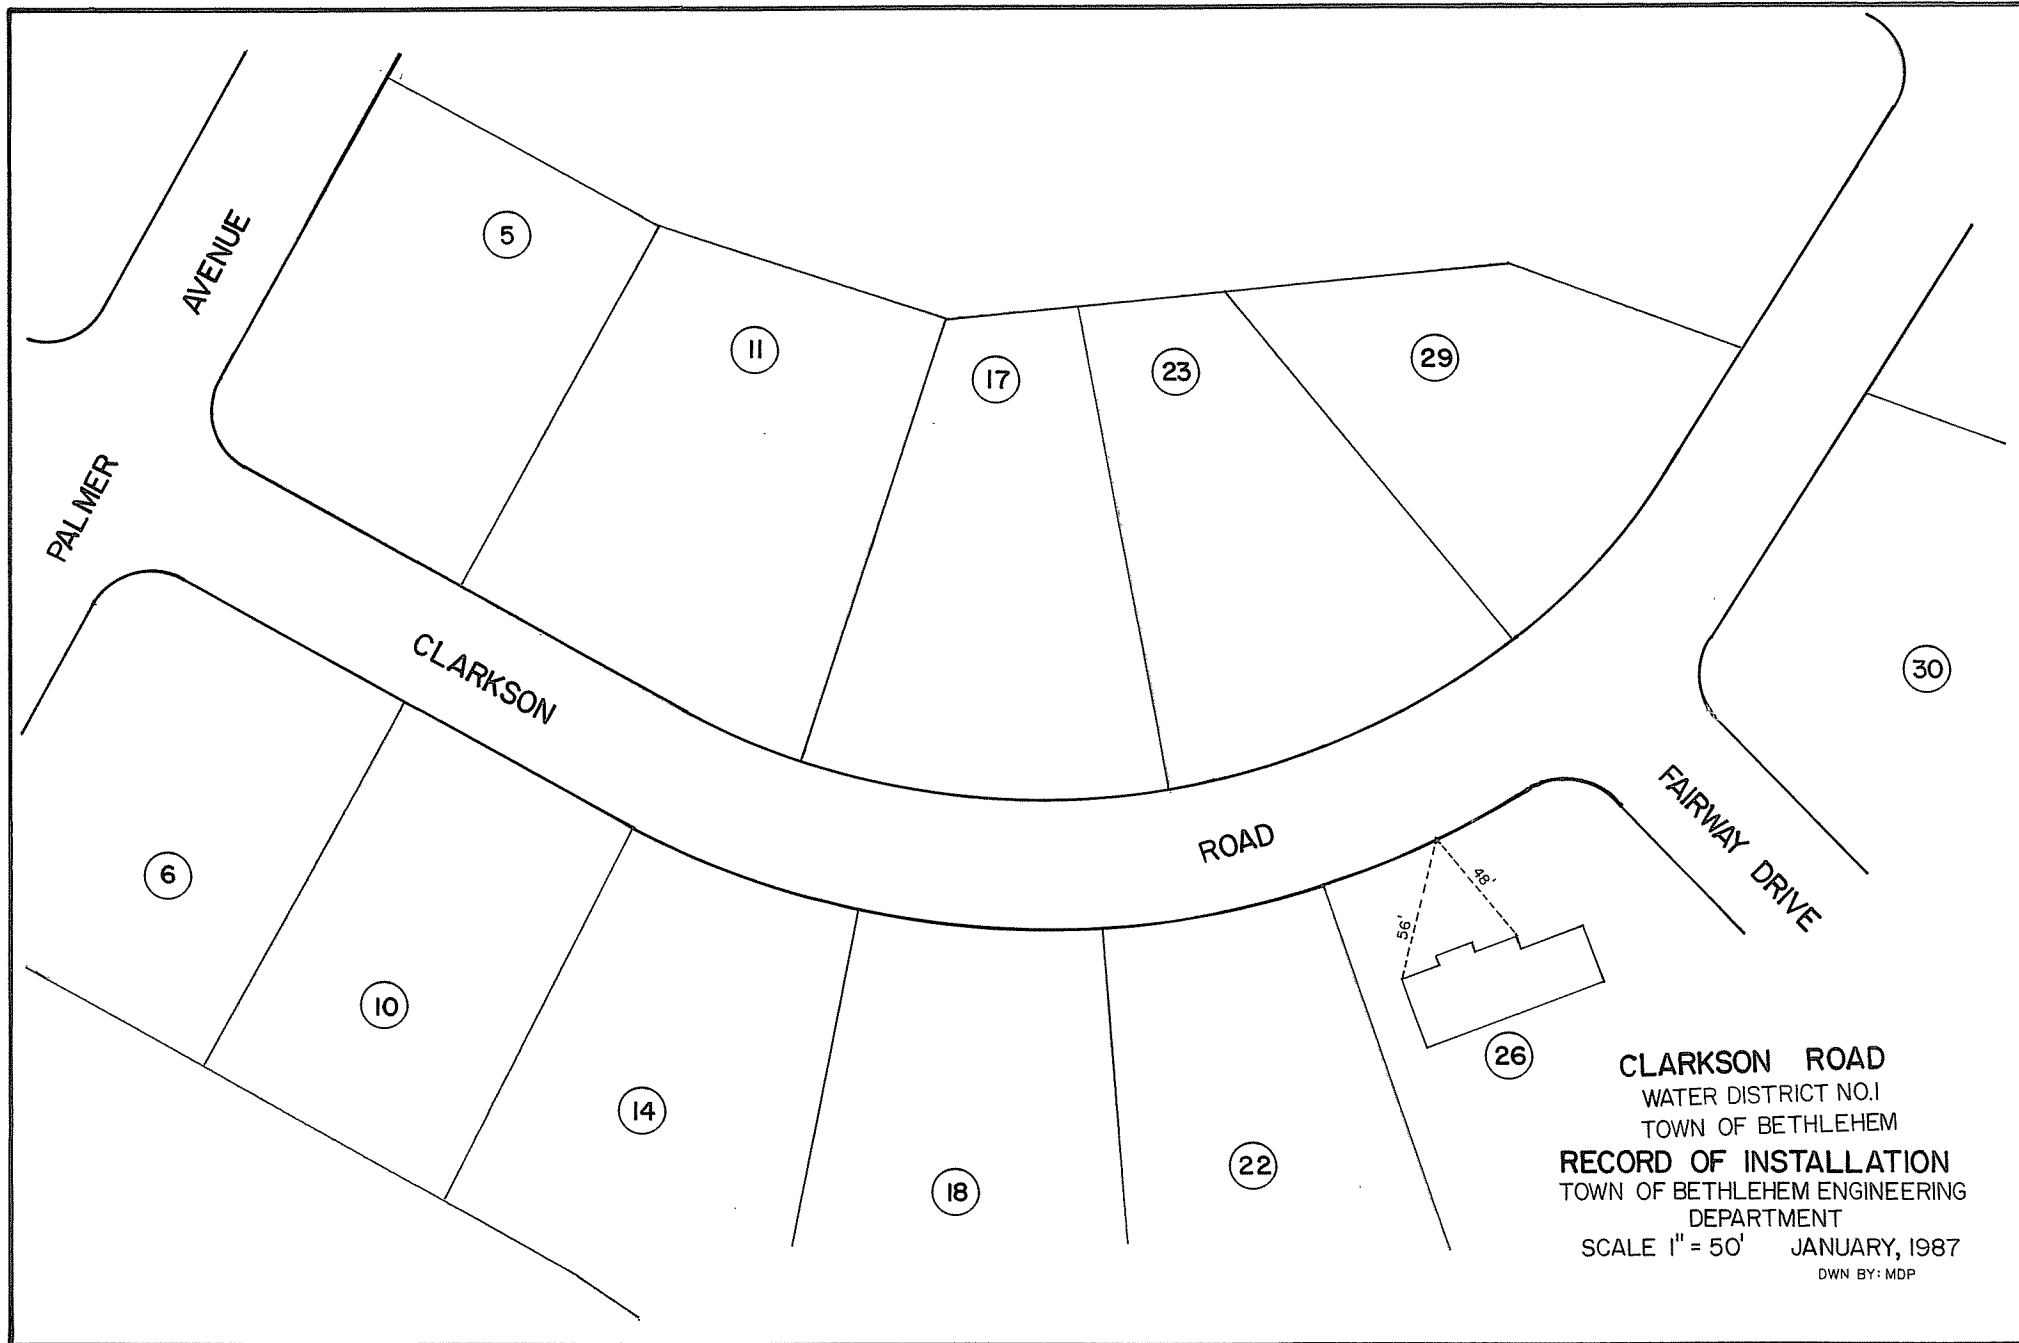 AVENUE
PALMER
5
11
17
23
29
30
CLARKSON
ROAD
FAIRWAY DRIVE
6
10
14
18
22
26
48'
56'
CLARKSON ROAD
WATER DISTRICT NO.1
TOWN OF BETHLEHEM
RECORD OF INSTALLATION
TOWN OF BETHLEHEM ENGINEERING
DEPARTMENT
SCALE 1" = 50' JANUARY, 1987
DWN BY: MDP